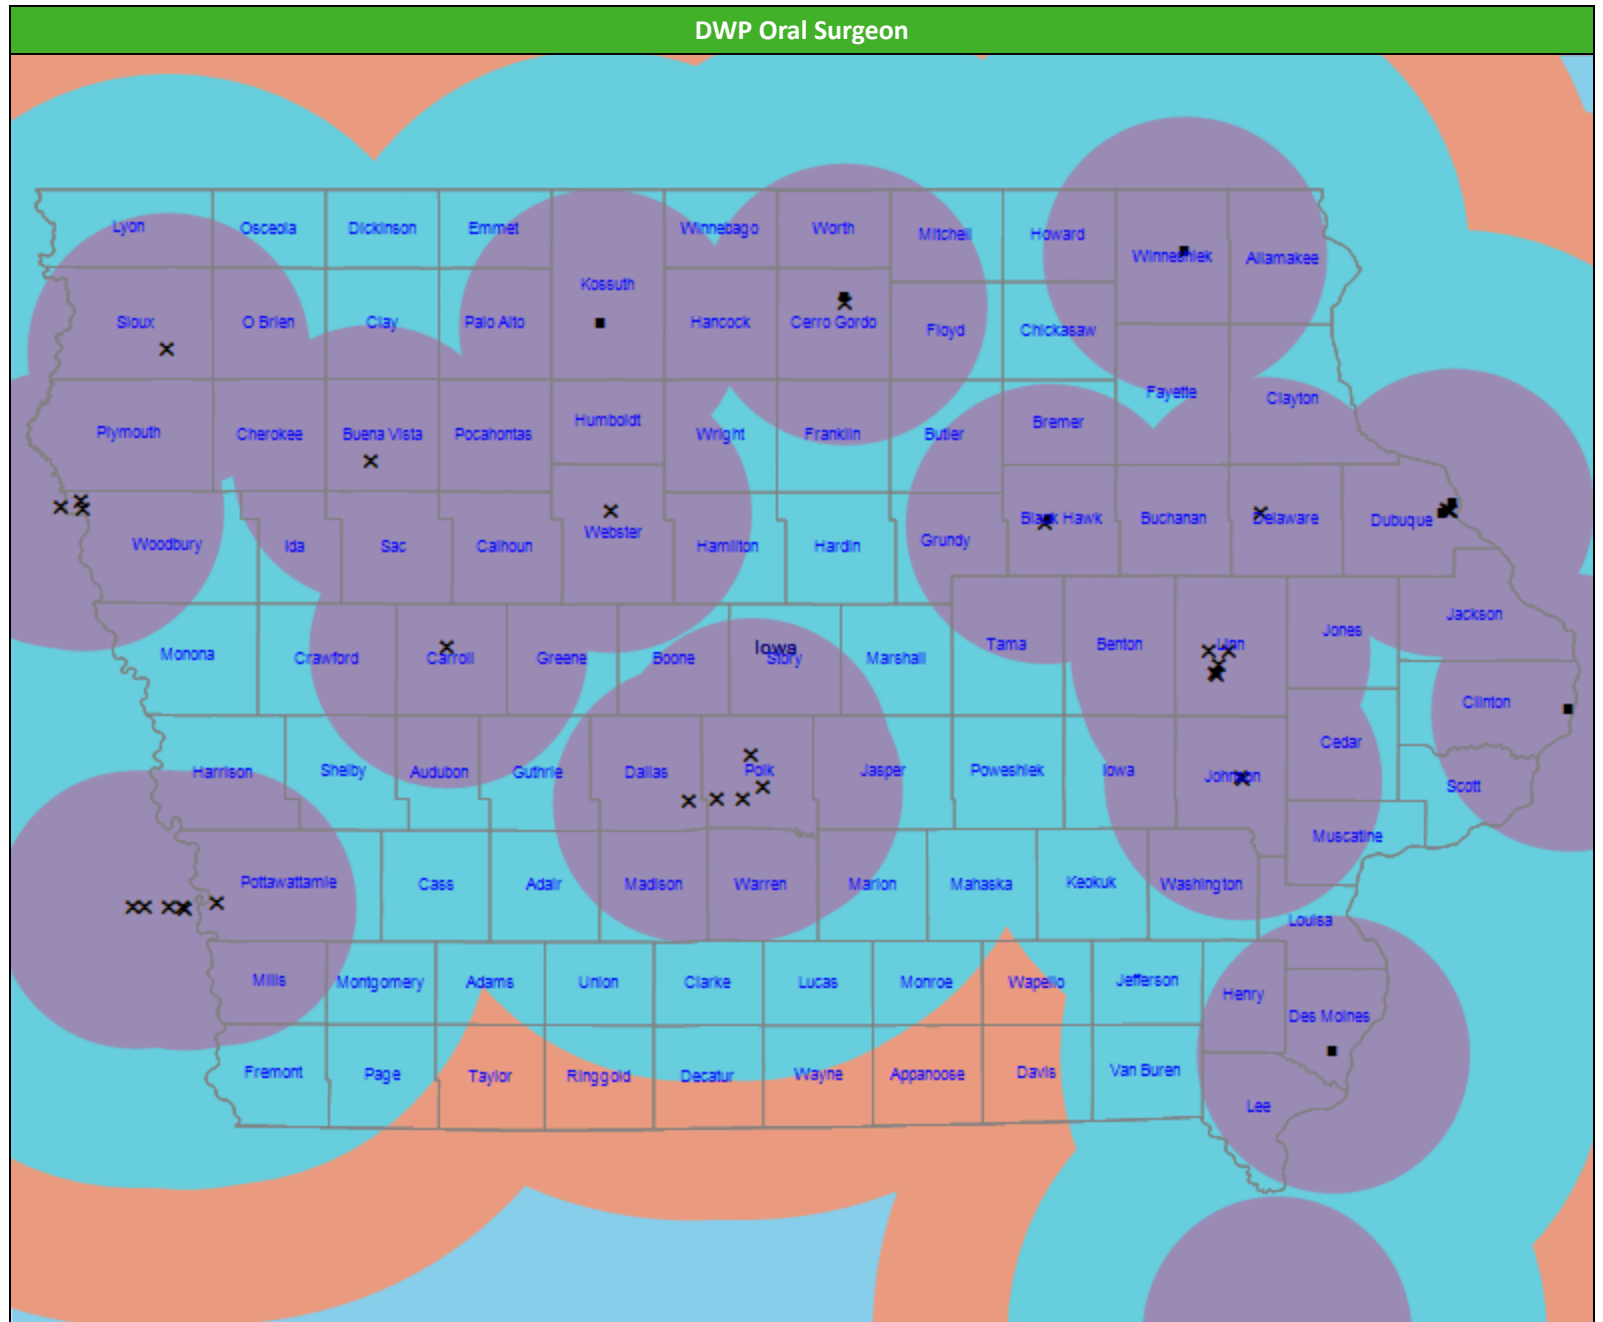 DWP Oral Surgeon
Lyon
Osceola
Dickinson
Emmet
Winnebago
Worth
Mitchell
Howard
Winneshiek
Allamakee
Kossuth
Sioux
O Brien
Clay
Palo Alto
Hancock
Cerro Gordo
Floyd
Chickasaw
Fayette
Clayton
Plymouth
Cherokee
Buena Vista
Pocahontas
Humboldt
Wright
Franklin
Butler
Bremer
Woodbury
Ida
Sac
Calhoun
Webster
Hamilton
Hardin
Grundy
Black Hawk
Buchanan
Delaware
Dubuque
Jackson
Monona
Crawford
Carroll
Greene
Boone
Iowa
Story
Marshall
Tama
Benton
Linn
Jones
Clinton
Harrison
Shelby
Audubon
Guthrie
Dallas
Polk
Jasper
Poweshiek
Iowa
Johnson
Cedar
Scott
Muscatine
Pottawattamie
Cass
Adair
Madison
Warren
Marion
Mahaska
Keokuk
Washington
Louisa
Mills
Montgomery
Adams
Union
Clarke
Lucas
Monroe
Wapello
Jefferson
Henry
Des Moines
Fremont
Page
Taylor
Ringgold
Decatur
Wayne
Appanoose
Davis
Van Buren
Lee